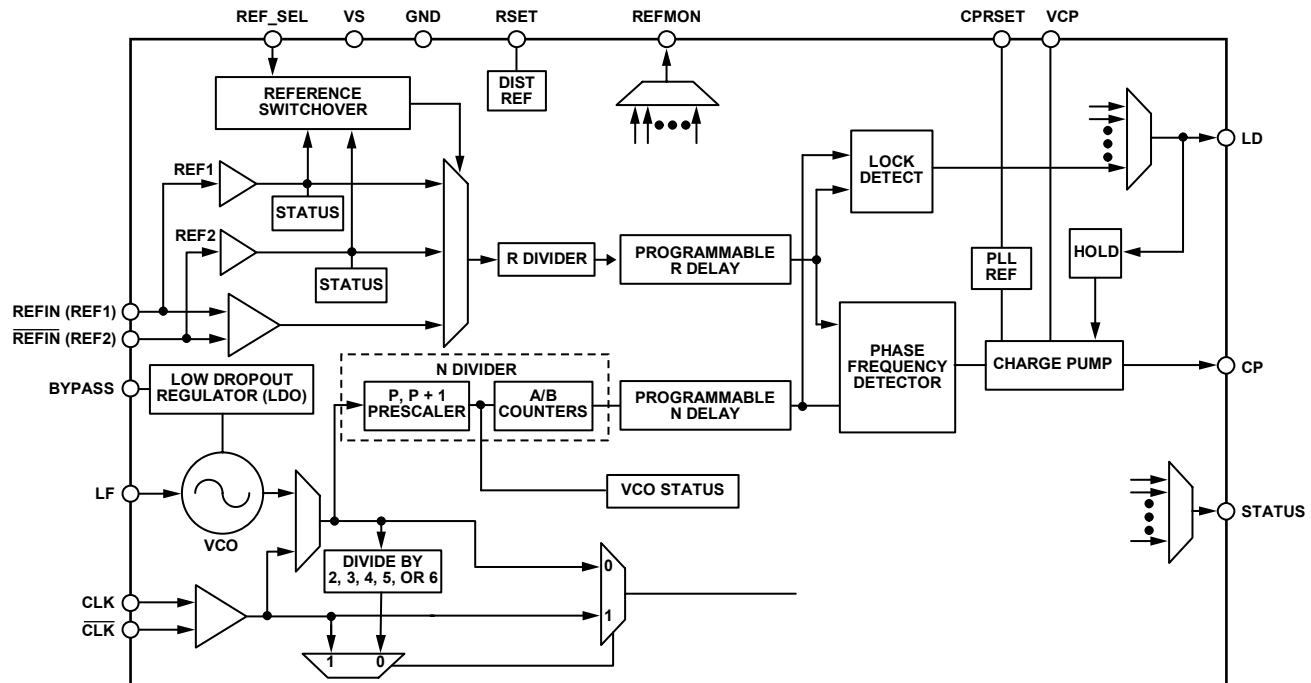 REF_SEL
VS
GND
RSET
REFMON
CPRSET
VCP
REFERENCE
SWITCHOVER
DIST
REF
LD
LOCK
DETECT
REF1
STATUS
REF2
STATUS
R DIVIDER
PROGRAMMABLE
R DELAY
PLL
REF
HOLD
REFIN (REF1)
REFIN (REF2)
BYPASS
LOW DROPOUT
REGULATOR (LDO)
N DIVIDER
P, P + 1
PRESCALER
A/B
COUNTERS
PROGRAMMABLE
N DELAY
PHASE
FREQUENCY
DETECTOR
CHARGE PUMP
CP
LF
VCO
VCO STATUS
STATUS
DIVIDE BY
2, 3, 4, 5, OR 6
0
1
CLK
CLK
1
0